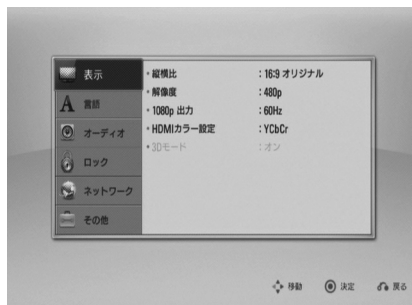 表示
A 言語
オーディオ
ロック
ネットワーク
その他
• 縦横比 : 16:9 オリジナル
• 解像度 : 480p
• 1080p 出力 : 60Hz
• HDMIカラー設定 : YCbCr
• 3Dモード : オン
移動 決定 戻る